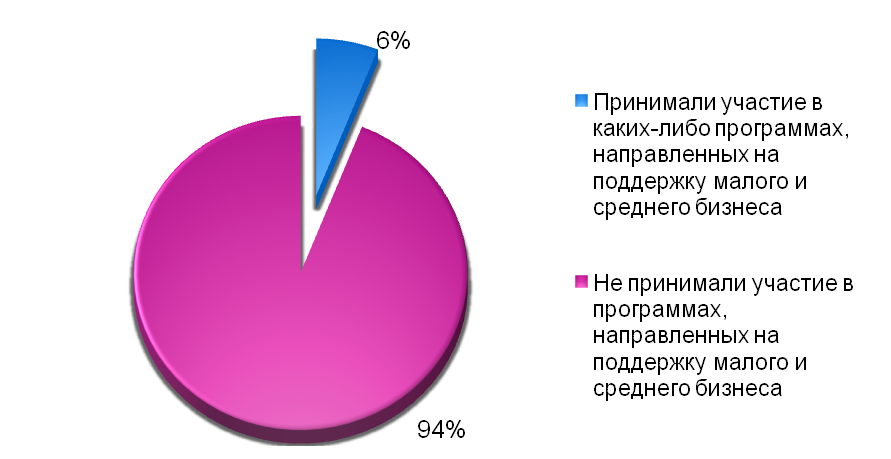 6%
Принимали участие в
каких-либо программах,
направленных на
поддержку малого и
среднего бизнеса
Не принимали участие в
программах,
направленных на
поддержку малого и
среднего бизнеса
94%